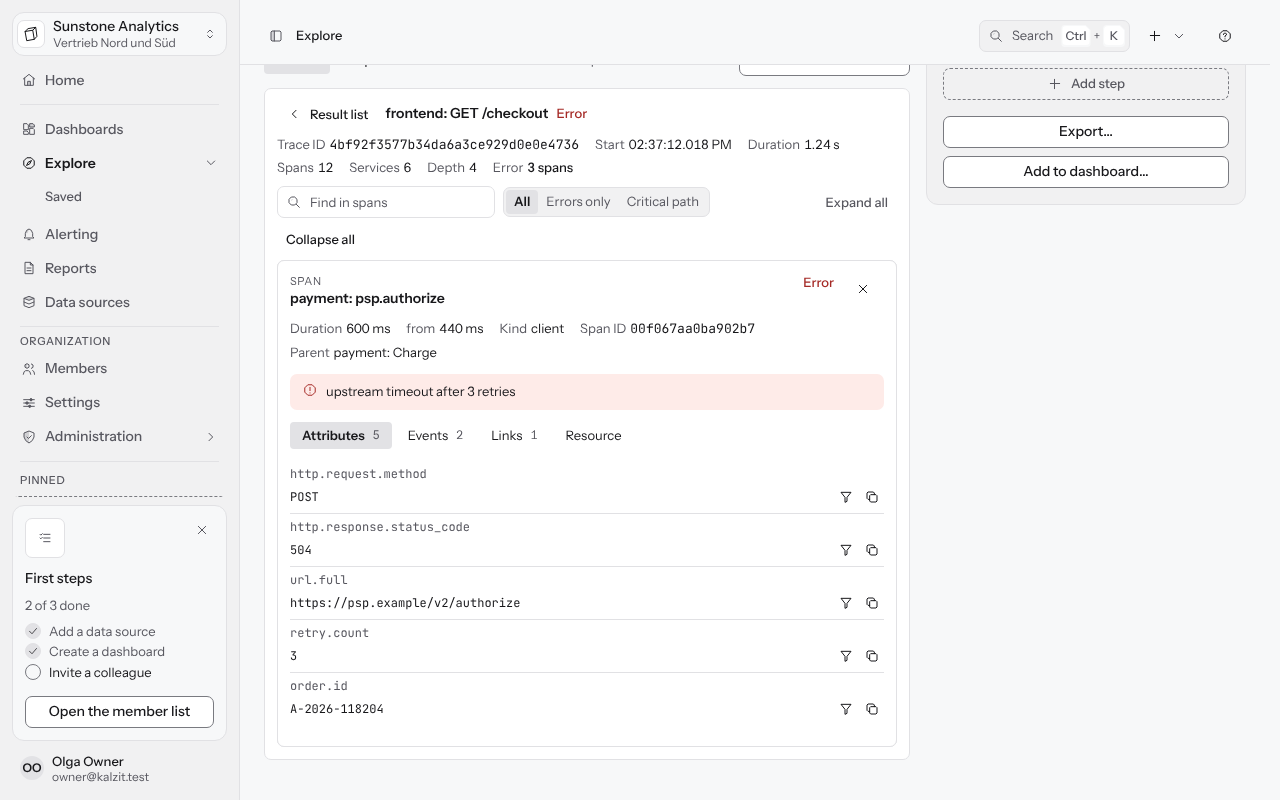 Sunstone Analytics
Vertrieb Nord und Süd
Home
Dashboards
Explore
Saved
Alerting
Reports
Data sources
ORGANIZATION
Members
Settings
Administration
PINNED
First steps
2 of 3 done
Add a data source
Create a dashboard
Invite a colleague
Open the member list
OO
Olga Owner
owner@kalzit.test
Explore
Search Ctrl + K
Result list frontend: GET /checkout Error
Trace ID 4bf92f3577b34da6a3ce929d0e0e4736 Start 02:37:12.018 PM Duration 1.24 s
Spans 12 Services 6 Depth 4 Error 3 spans
Find in spans All Errors only Critical path Expand all
Collapse all
SPAN
payment: psp.authorize
Error
Duration 600 ms from 440 ms Kind client Span ID 00f067aa0ba902b7
Parent payment: Charge
upstream timeout after 3 retries
Attributes 5 Events 2 Links 1 Resource
http.request.method
POST
http.response.status_code
504
url.full
https://psp.example/v2/authorize
retry.count
3
order.id
A-2026-118204
Add step
Export...
Add to dashboard...